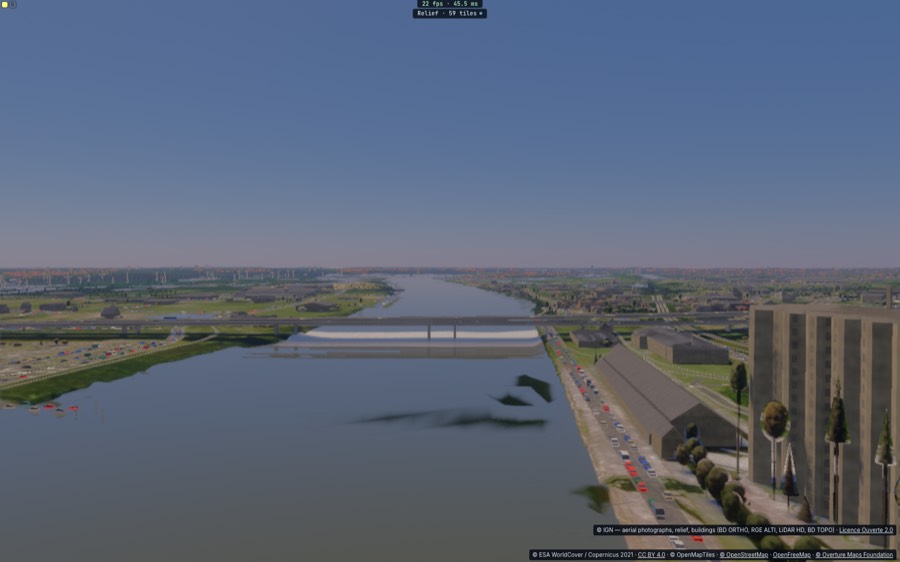 22 fps · 45.5 ms
Relief · 59 tiles
© IGN — aerial photographs, relief, buildings (BD ORTHO, RGE ALTI, LiDAR HD, BD TOPO) · Licence Ouverte 2.0
© ESA WorldCover / Copernicus 2021 · CC BY 4.0 · © OpenMapTiles · © OpenStreetMap · OpenFreeMap · © Overture Maps Foundation